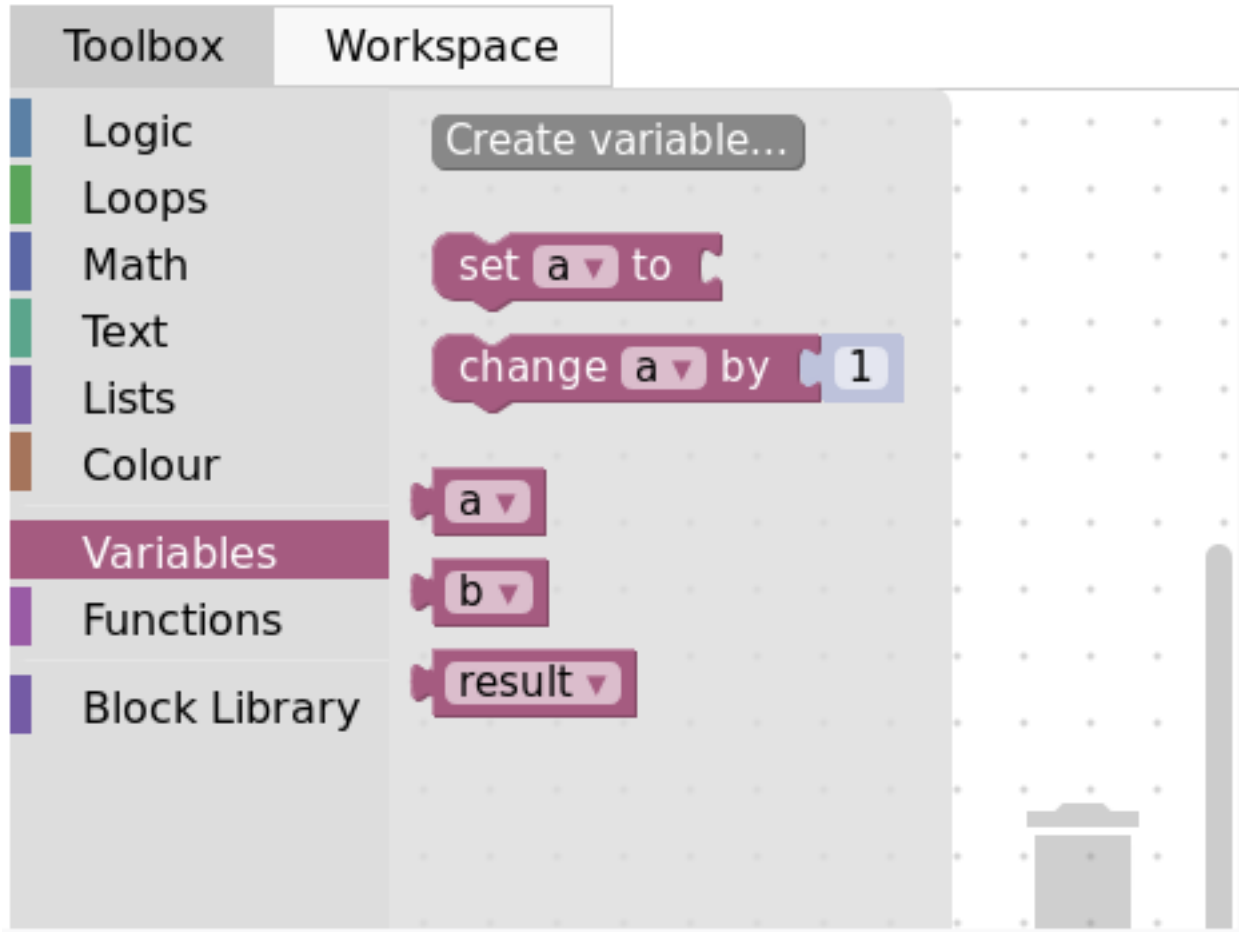 Toolbox Workspace
Logic
Loops
Math
Text
Lists
Colour
Variables
Functions
Block Library
Create variable...
set a ▾ to
change a ▾ by 1
a ▾
b ▾
result ▾